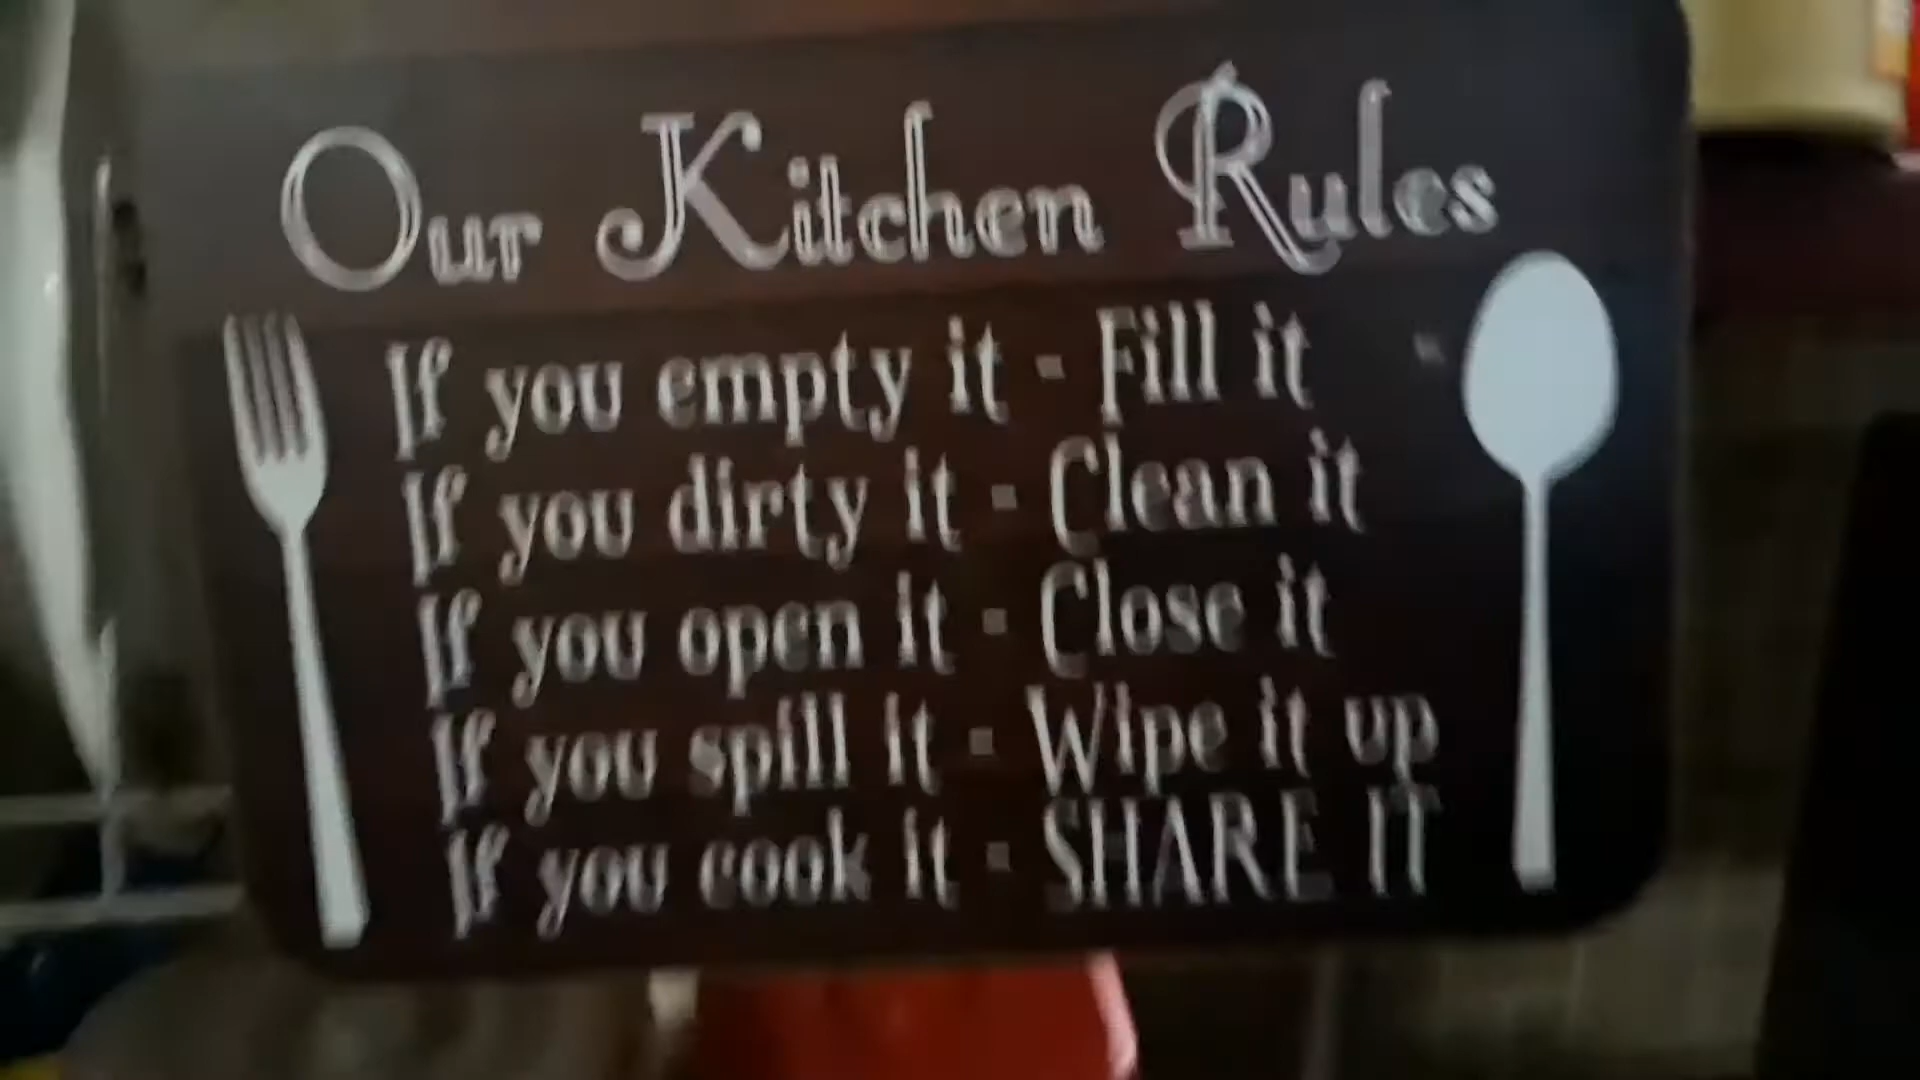 Our Kitchen Rules
If you empty it - Fill it
If you dirty it - Clean it
If you open it - Close it
If you spill it - Wipe it up
If you cook it - SHARE IT